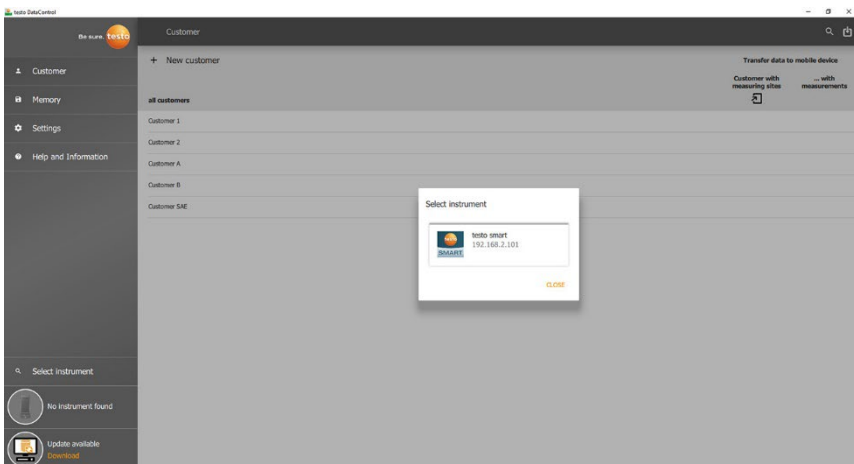 testo DataControl
Be sure. testo
Customer
Customer
Memory
Settings
Help and Information
Select instrument
No instrument found
Update available
Download
+ New customer
Transfer data to mobile device
Customer with
measuring sites
... with
measurements
all customers
Customer 1
Customer 2
Customer A
Customer B
Customer SAE
Select instrument
testo smart
192.168.2.101
SMART
CLOSE